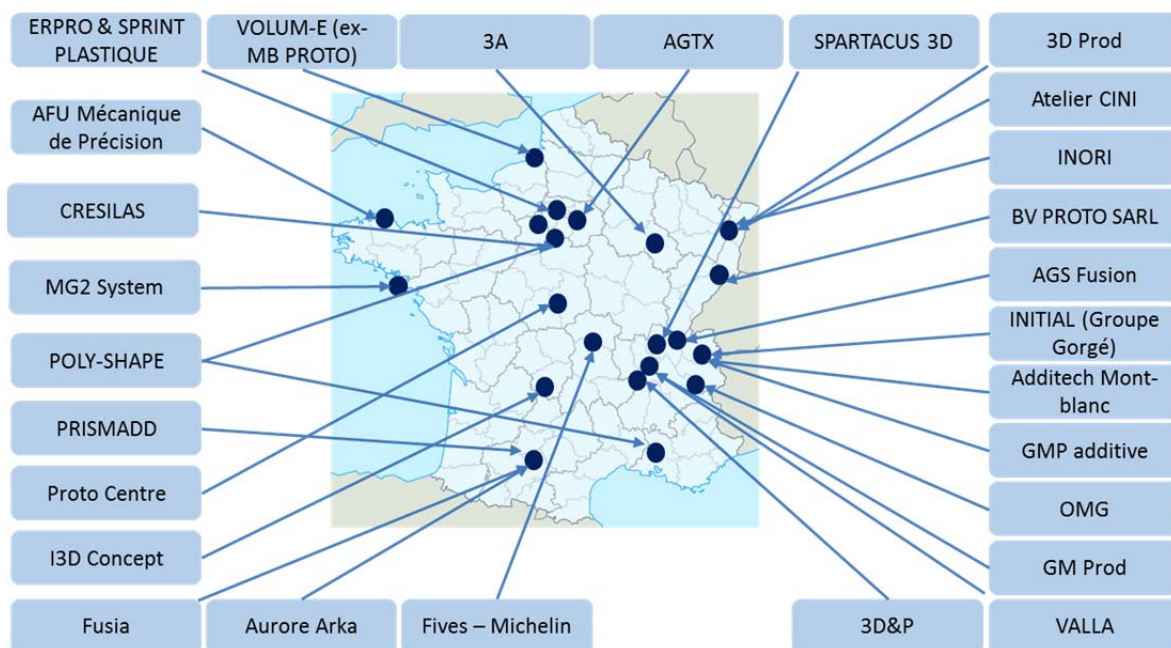 ERPRO & SPRINT
PLASTIQUE
VOLUM-E (ex-
MB PROTO)
3A
AGTX
SPARTACUS 3D
3D Prod
AFU Mécanique
de Précision
Atelier CINI
INORI
CRESILAS
BV PROTO SARL
MG2 System
AGS Fusion
POLY-SHAPE
INITIAL (Groupe
Gorgé)
Additech Mont-
blanc
PRISMADD
GMP additive
Proto Centre
OMG
I3D Concept
GM Prod
Fusia
Aurore Arka
Fives – Michelin
3D&P
VALLA